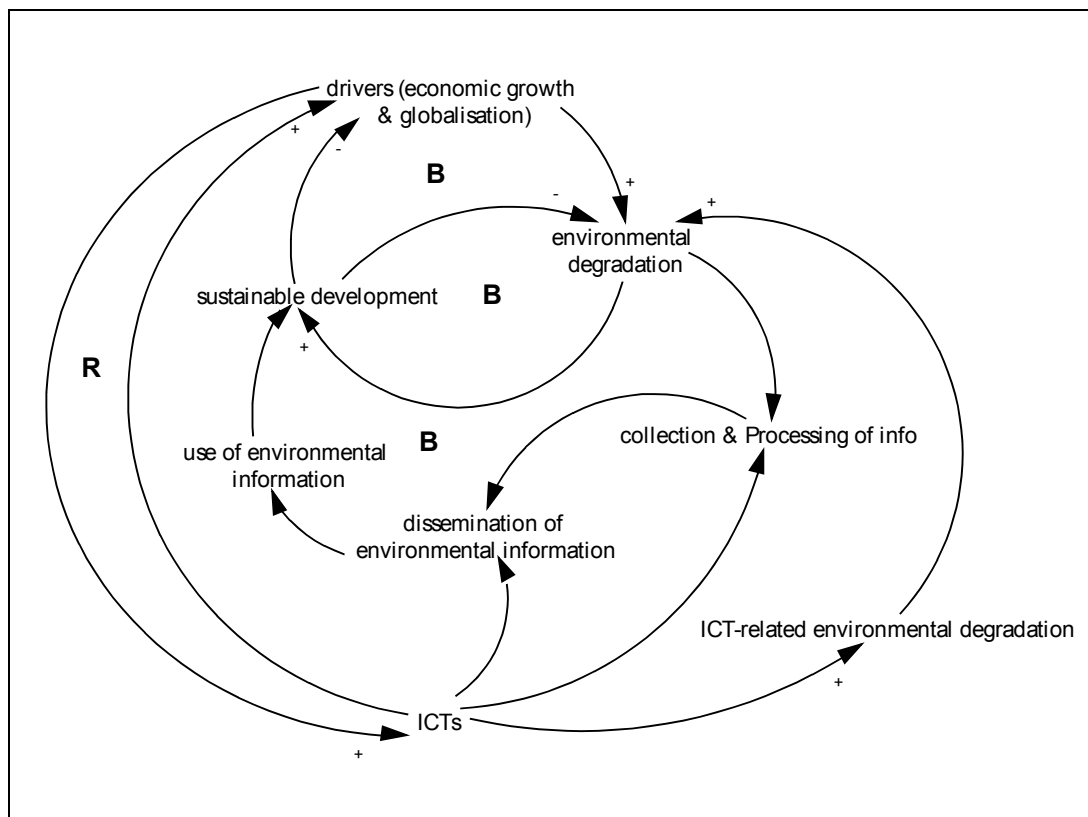 drivers (economic growth
& globalisation)
+
-
B
-
+
+
environmental
degradation
sustainable development
B
+
R
B
collection & Processing of info
use of environmental
information
dissemination of
environmental information
ICT-related environmental degradation
+
ICTs
+